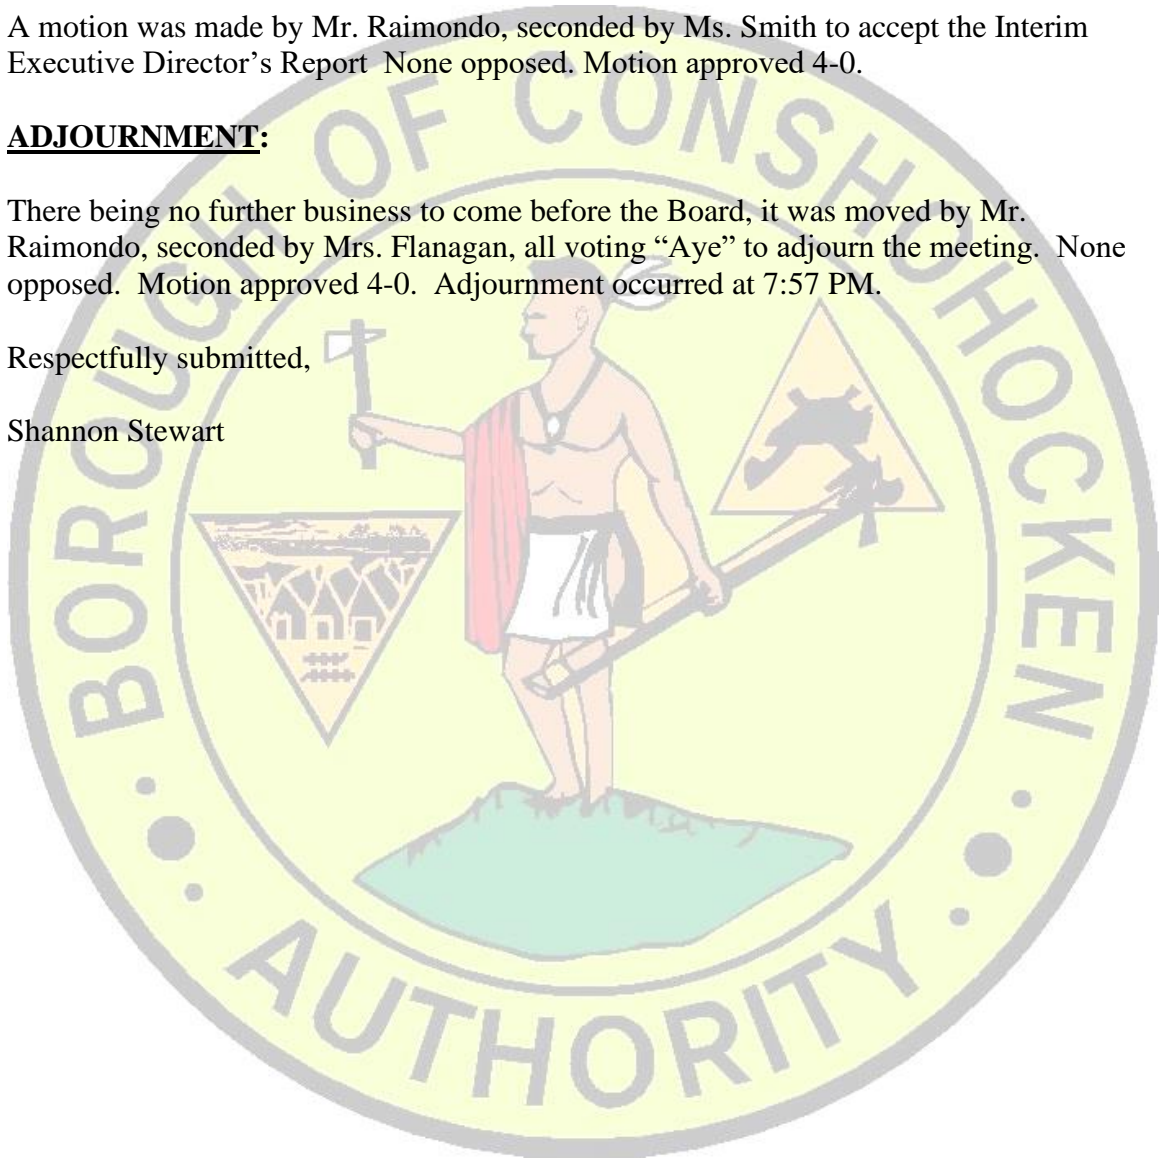 A motion was made by Mr. Raimondo, seconded by Ms. Smith to accept the Interim
Executive Director’s Report  None opposed. Motion approved 4-0.
ADJOURNMENT:
There being no further business to come before the Board, it was moved by Mr.
Raimondo, seconded by Mrs. Flanagan, all voting “Aye” to adjourn the meeting.  None
opposed.  Motion approved 4-0.  Adjournment occurred at 7:57 PM.
Respectfully submitted,
Shannon Stewart
BOROUGH OF CONSHOHOCKEN
AUTHORITY